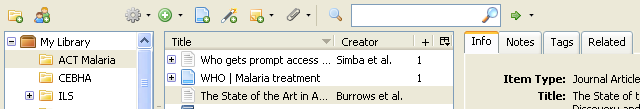 My Library
ACT Malaria
CEBHA
ILS
Title Creator +
Who gets prompt access ... Simba et al. 1
WHO | Malaria treatment 1
The State of the Art in A... Burrows et al.
Info Notes Tags Related
Item Type: Journal Article
Title: The State of th